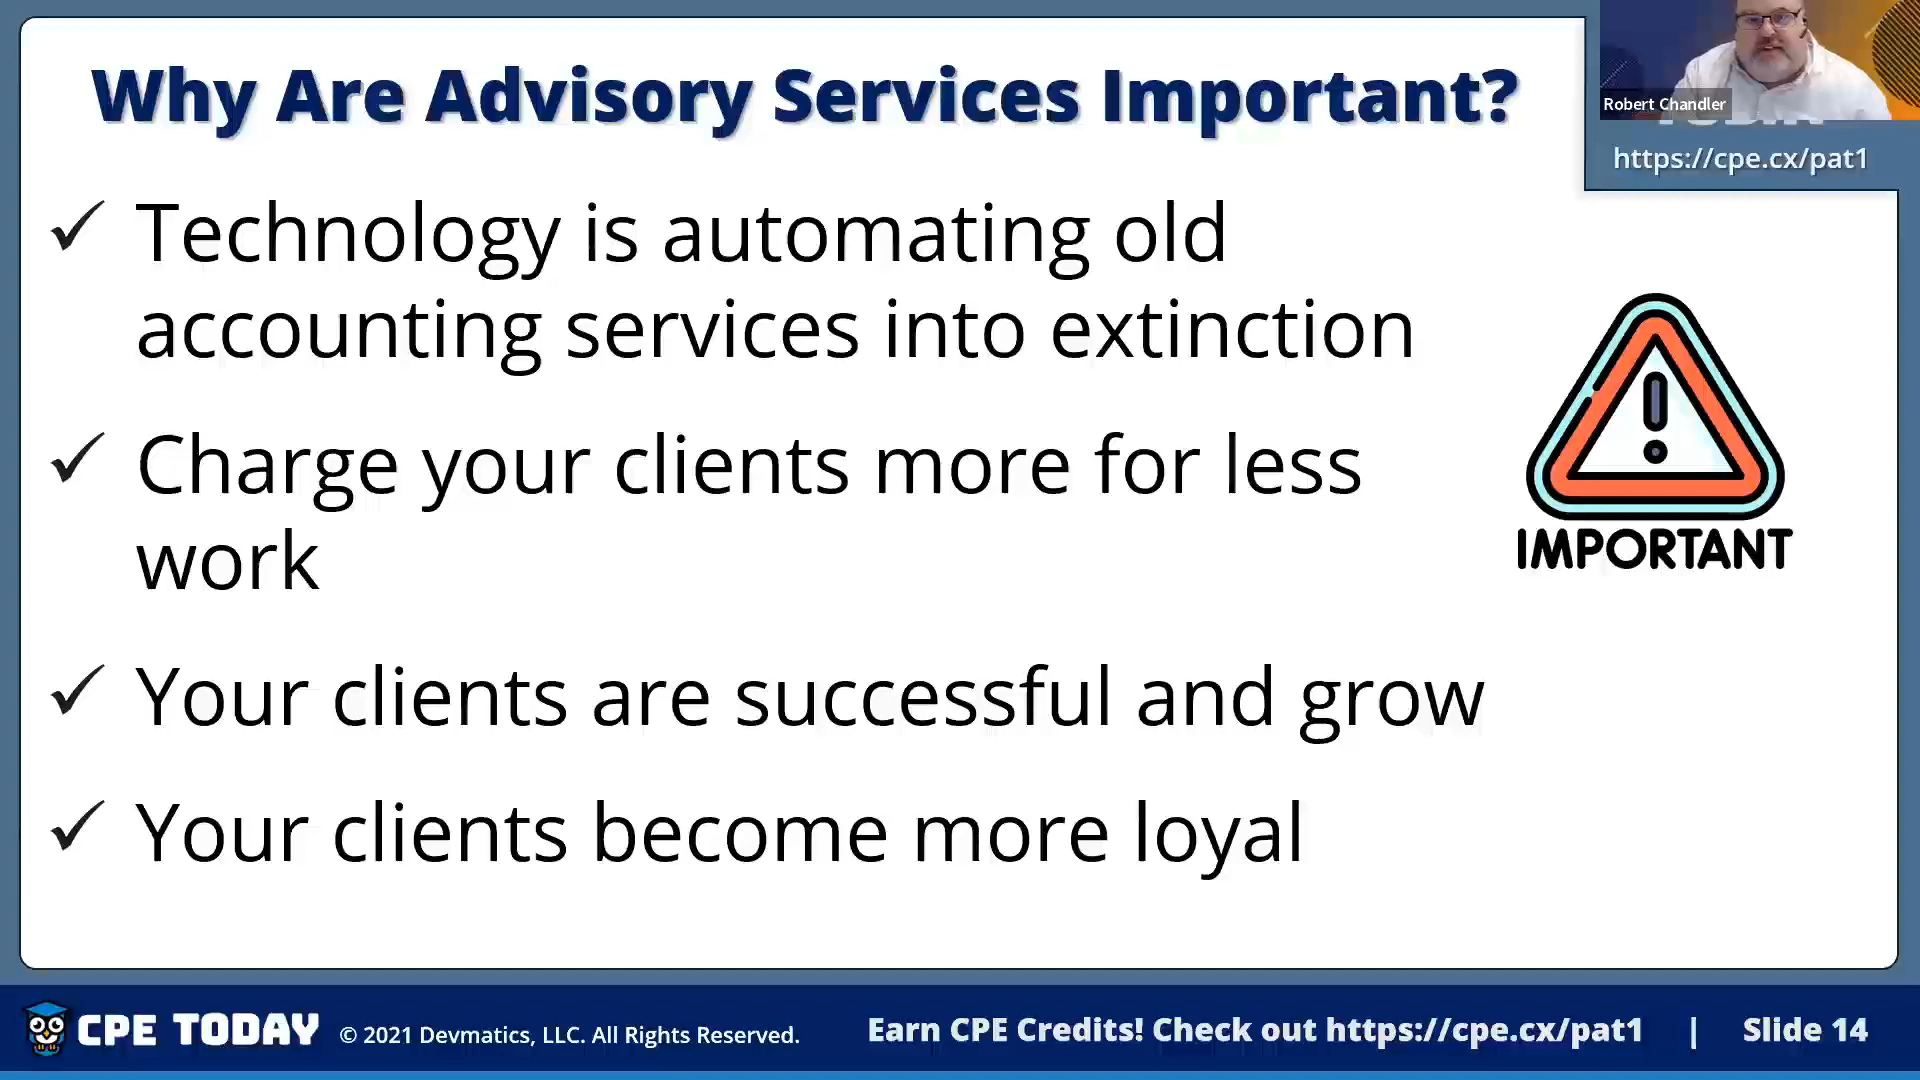 Why Are Advisory Services Important?
Robert Chandler
https://cpe.cx/pat1
Technology is automating old
accounting services into extinction
Charge your clients more for less
work
Your clients are successful and grow
Your clients become more loyal
IMPORTANT
CPE TODAY
© 2021 Devmatics, LLC. All Rights Reserved.
Earn CPE Credits! Check out https://cpe.cx/pat1 | Slide 14